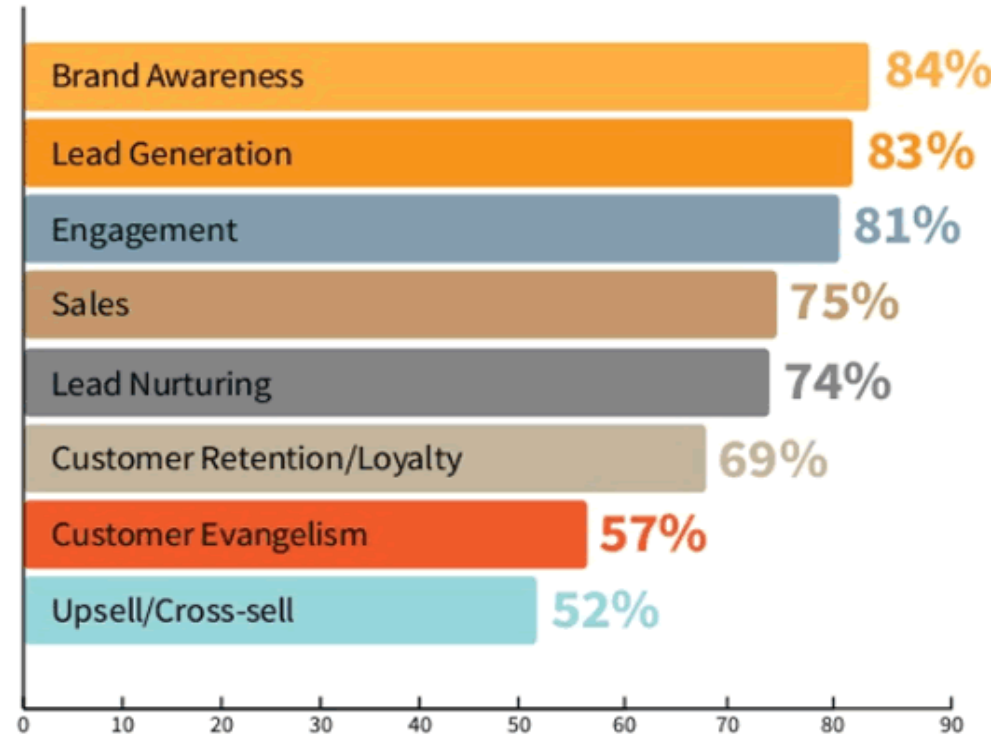 Brand Awareness 84%
Lead Generation 83%
Engagement 81%
Sales 75%
Lead Nurturing 74%
Customer Retention/Loyalty 69%
Customer Evangelism 57%
Upsell/Cross-sell 52%
0 10 20 30 40 50 60 70 80 90